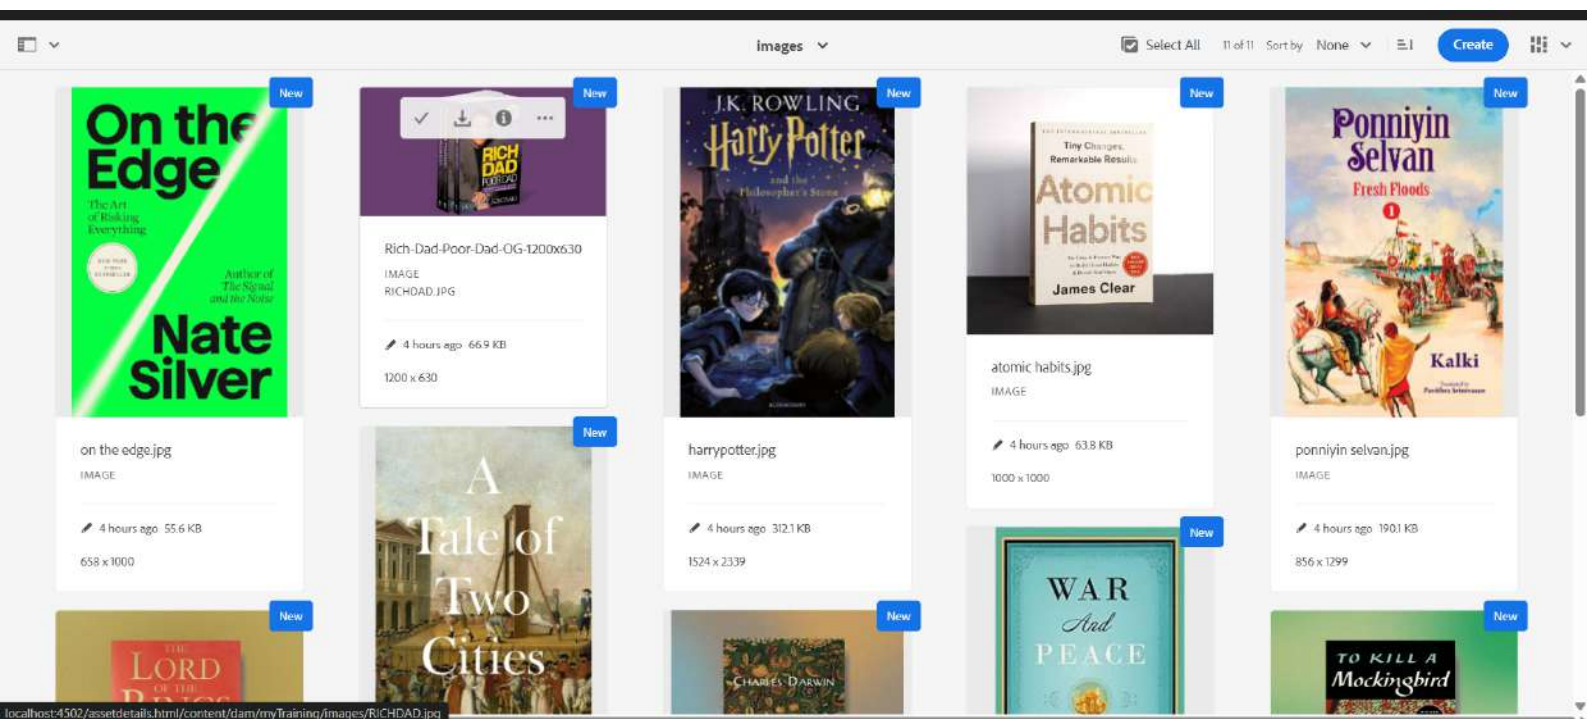 images
Select All
11 of 11
Sort by
None
Create
New
On the
Edge
The Art
of Risking
Everything
Author of
The Signal
and the Noise
Nate
Silver
on the edge.jpg
IMAGE
4 hours ago 55.6 KB
658 x 1000
New
RICH
DAD
POOR DAD
Rich-Dad-Poor-Dad-OG-1200x630
IMAGE
RICHDAD.JPG
4 hours ago 66.9 KB
1200 x 630
New
J.K. ROWLING
Harry Potter
and the
Philosopher's Stone
BLOOMSBURY
harrypotter.jpg
IMAGE
4 hours ago 312.1 KB
1524 x 2339
New
Tiny Changes,
Remarkable Results
Atomic
Habits
James Clear
atomic habits.jpg
IMAGE
4 hours ago 63.8 KB
1000 x 1000
New
Ponniyin
Selvan
Fresh Floods
1
Kalki
ponniyin selvan.jpg
IMAGE
4 hours ago 190.1 KB
856 x 1299
New
THE
LORD
OF THE
RINGS
New
A
Tale of
Two
Cities
New
CHARLES DARWIN
New
WAR
And
PEACE
New
TO KILL A
Mockingbird
localhost:4502/assetdetails.html/content/dam/myTraining/images/RICHDAD.jpg